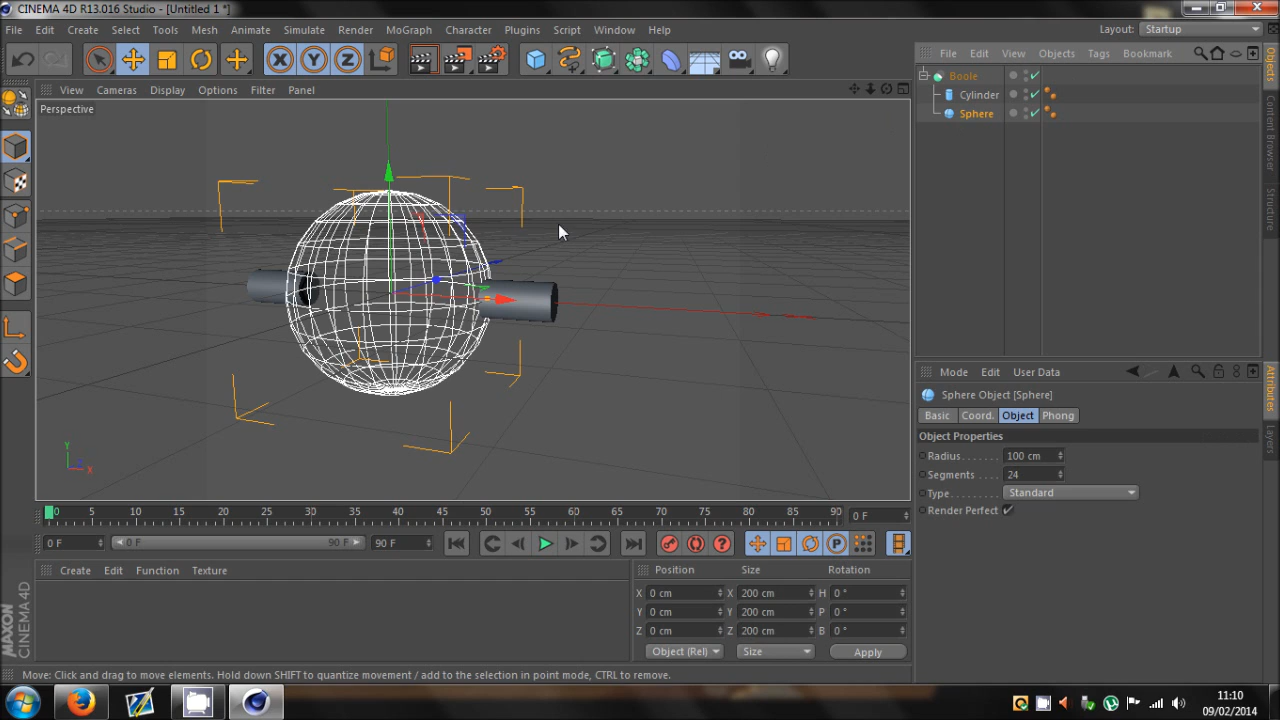 CINEMA 4D R13.016 Studio - [Untitled 1 *]
File Edit Create Select Tools Mesh Animate Simulate Render MoGraph Character Plugins Script Window Help Layout: Startup
X Y Z
File Edit View Objects Tags Bookmark
View Cameras Display Filter Options Panel
Perspective
Boole
Cylinder
Sphere
Objects
Content Browser
Structure
Y
X
Mode Edit User Data
Sphere Object [Sphere]
Basic Coord. Object Phong
Object Properties
Radius....... 100 cm
Segments.... 24
Type......... Standard
Render Perfect
Attributes
Layers
0 5 10 15 20 25 30 35 40 45 50 55 60 65 70 75 80 85 90 0 F
0 F 0 F 90 F 90 F
P
Create Edit Function Texture
Position Size Rotation
X 0 cm X 200 cm H 0 °
Y 0 cm Y 200 cm P 0 °
Z 0 cm Z 200 cm B 0 °
Object (Rel) Size Apply
MAXON
CINEMA 4D
Move: Click and drag to move elements. Hold down SHIFT to quantize movement / add to the selection in point mode, CTRL to remove.
11:10
09/02/2014